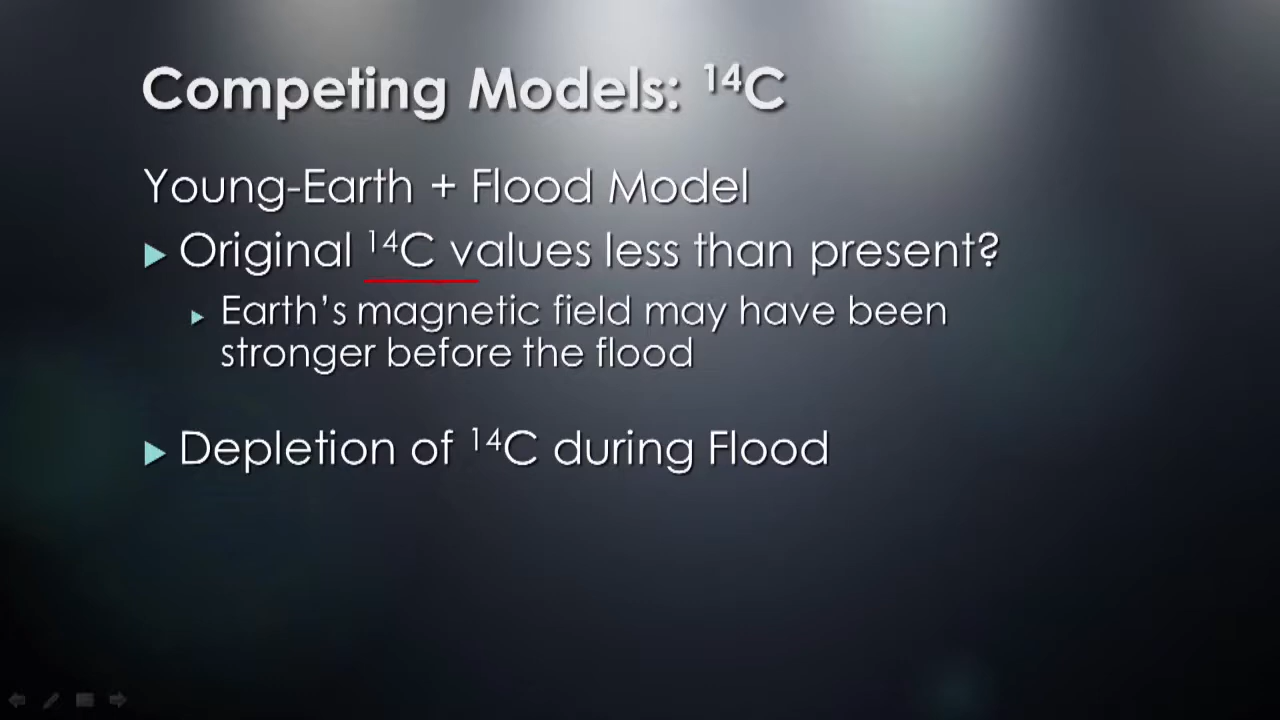 Competing Models: ¹⁴C
Young-Earth + Flood Model
Original ¹⁴C values less than present?
Earth’s magnetic field may have been
stronger before the flood
Depletion of ¹⁴C during Flood